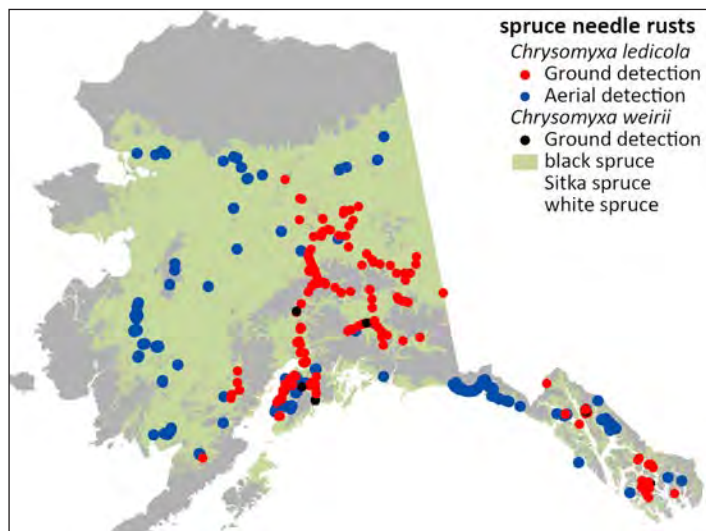 spruce needle rusts
Chrysomyxa ledicola
Ground detection
Aerial detection
Chrysomyxa weirii
Ground detection
black spruce
Sitka spruce
white spruce